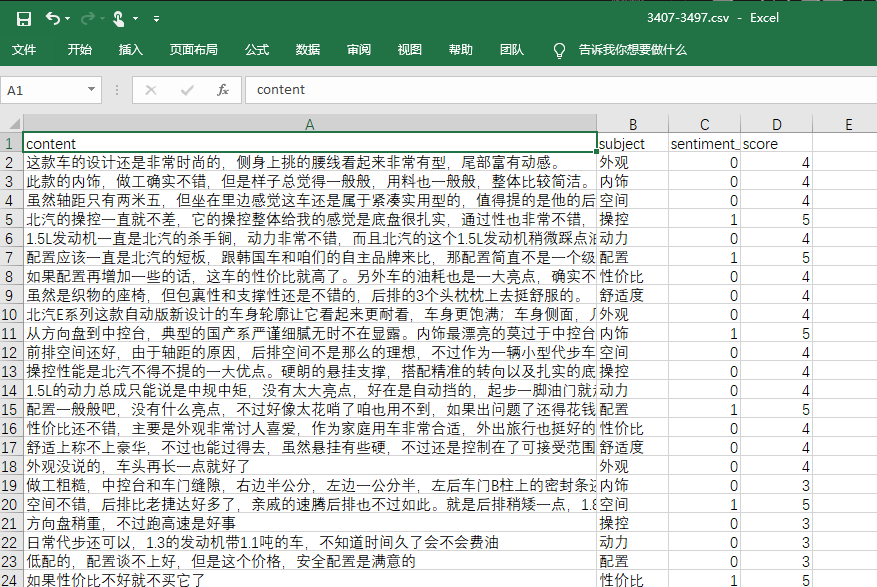 3407-3497.csv - Excel
文件 开始 插入 页面布局 公式 数据 审阅 视图 帮助 团队 告诉我你想要做什么
A1 fx content
A B C D E
1 content subject sentiment_ score
2 这款车的设计还是非常时尚的，侧身上挑的腰线看起来非常有型，尾部富有动感。 外观 0 4
3 此款的内饰，做工确实不错，但是样子总觉得一般般，用料也一般般，整体比较简洁。 内饰 0 4
4 虽然轴距只有两米五，但坐在里边感觉这车还是属于紧凑实用型的，值得提的是他的后 空间 0 4
5 北汽的操控一直就不差，它的操控整体给我的感觉是底盘很扎实，通过性也非常不错， 操控 1 5
6 1.5L发动机一直是北汽的杀手锏，动力非常不错，而且北汽的这个1.5L发动机稍微踩点油 动力 0 4
7 配置应该一直是北汽的短板，跟韩国车和咱们的自主品牌来比，那配置简直不是一个级 配置 1 5
8 如果配置再增加一些的话，这车的性价比就高了。另外车的油耗也是一大亮点，确实不 性价比 0 4
9 虽然是织物的座椅，但包裹性和支撑性还是不错的，后排的3个头枕枕上去挺舒服的。 舒适度 0 4
10 北汽E系列这款自动版新设计的车身轮廓让它看起来更耐看，车身更饱满；车身侧面， 外观 0 4
11 从方向盘到中控台，典型的国产系严谨细腻无时不在显露。内饰最漂亮的莫过于中控台 内饰 1 5
12 前排空间还好，由于轴距的原因，后排空间不是那么的理想，不过作为一辆小型代步车 空间 0 4
13 操控性能是北汽不得不提的一大优点。硬朗的悬挂支撑，搭配精准的转向以及扎实的底 操控 0 4
14 1.5L的动力总成只能说是中规中矩，没有太大亮点，好在是自动挡的，起步一脚油门就 动力 0 4
15 配置一般般吧，没有什么亮点，不过好像太花哨了咱也用不到，如果出问题了还得花钱 配置 1 5
16 性价比还不错，主要是外观非常讨人喜爱，作为家庭用车非常合适，外出旅行也挺好的 性价比 0 4
17 舒适上称不上豪华，不过也能过得去，虽然悬挂有些硬，不过还是控制在了可接受范围 舒适度 0 4
18 外观没说的，车头再长一点就好了 外观 0 4
19 做工粗糙，中控台和车门缝隙，右边半公分，左边一公分半，左后车门B柱上的密封条 内饰 0 3
20 空间不错，后排比老捷达好多了，亲戚的速腾后排也不过如此。就是后排稍矮一点，1.8 空间 1 5
21 方向盘稍重，不过跑高速是好事 操控 0 3
22 日常代步还可以，1.3的发动机带1.1吨的车，不知道时间久了会不会费油 动力 0 3
23 低配的，配置谈不上好，但是这个价格，安全配置是满意的 配置 0 3
24 如果性价比不好就不买它了 性价比 1 5